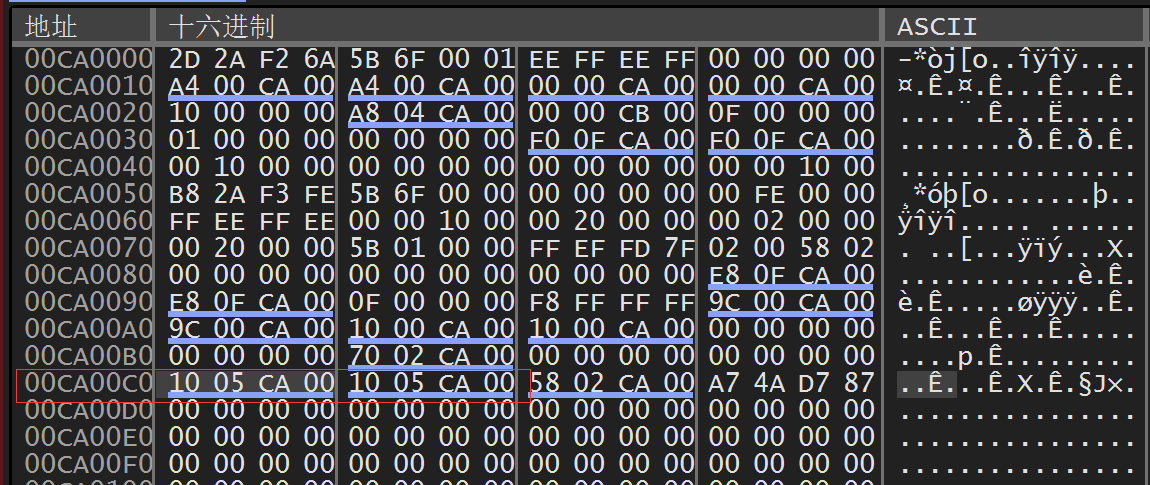 地址 十六进制 ASCII
00CA0000 2D 2A F2 6A 5B 6F 00 01 EE FF EE FF 00 00 00 00 -*òj[o..îÿîÿ....
00CA0010 A4 00 CA 00 A4 00 CA 00 00 00 CA 00 00 00 CA 00 ¤.Ê.¤.Ê...Ê...Ê.
00CA0020 10 00 00 00 A8 04 CA 00 00 00 CB 00 0F 00 00 00 ....¨.Ê...Ë.....
00CA0030 01 00 00 00 00 00 00 00 F0 0F CA 00 F0 0F CA 00 ........ð.Ê.ð.Ê.
00CA0040 00 10 00 00 00 00 00 00 00 00 00 00 00 00 10 00 ................
00CA0050 B8 2A F3 FE 5B 6F 00 00 00 00 00 00 00 FE 00 00 ¸*óþ[o.......þ..
00CA0060 FF EE FF EE 00 00 10 00 00 20 00 00 00 02 00 00 ÿîÿî..... ......
00CA0070 00 20 00 00 5B 01 00 00 FF EF FD 7F 02 00 58 02 . ..[...ÿïý...X.
00CA0080 00 00 00 00 00 00 00 00 00 00 00 00 E8 0F CA 00 ............è.Ê.
00CA0090 E8 0F CA 00 0F 00 00 00 F8 FF FF FF 9C 00 CA 00 è.Ê.....øÿÿÿ..Ê.
00CA00A0 9C 00 CA 00 10 00 CA 00 10 00 CA 00 00 00 00 00 ..Ê...Ê...Ê.....
00CA00B0 00 00 00 00 70 02 CA 00 00 00 00 00 00 00 00 00 ....p.Ê.........
00CA00C0 10 05 CA 00 10 05 CA 00 58 02 CA 00 A7 4A D7 87 ..Ê...Ê.X.Ê.§J×.
00CA00D0 00 00 00 00 00 00 00 00 00 00 00 00 00 00 00 00 ................
00CA00E0 00 00 00 00 00 00 00 00 00 00 00 00 00 00 00 00 ................
00CA00F0 00 00 00 00 00 00 00 00 00 00 00 00 00 00 00 00 ................